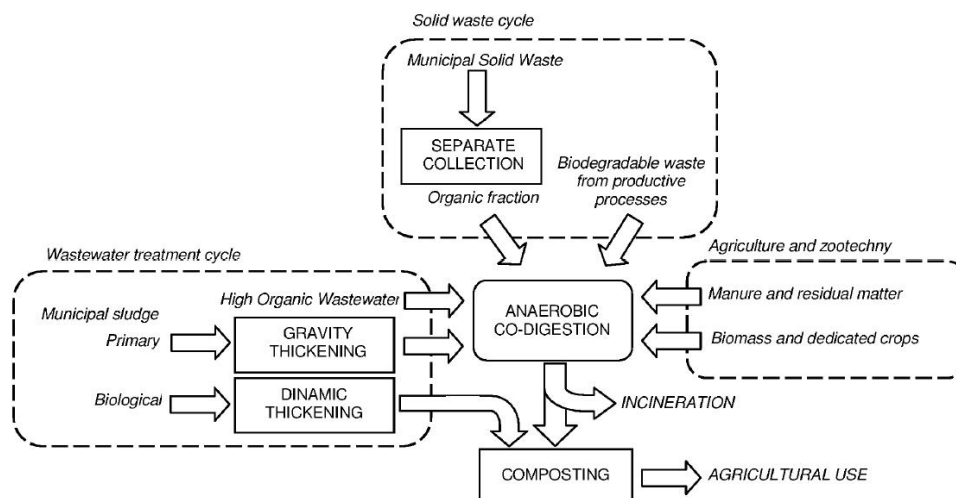 Solid waste cycle
Municipal Solid Waste
SEPARATE
COLLECTION
Organic fraction
Biodegradable waste
from productive
processes
Wastewater treatment cycle
Agriculture and zootechny
High Organic Wastewater
Municipal sludge
Primary
GRAVITY
THICKENING
Biological
DINAMIC
THICKENING
ANAEROBIC
CO-DIGESTION
Manure and residual matter
Biomass and dedicated crops
INCINERATION
COMPOSTING
AGRICULTURAL USE